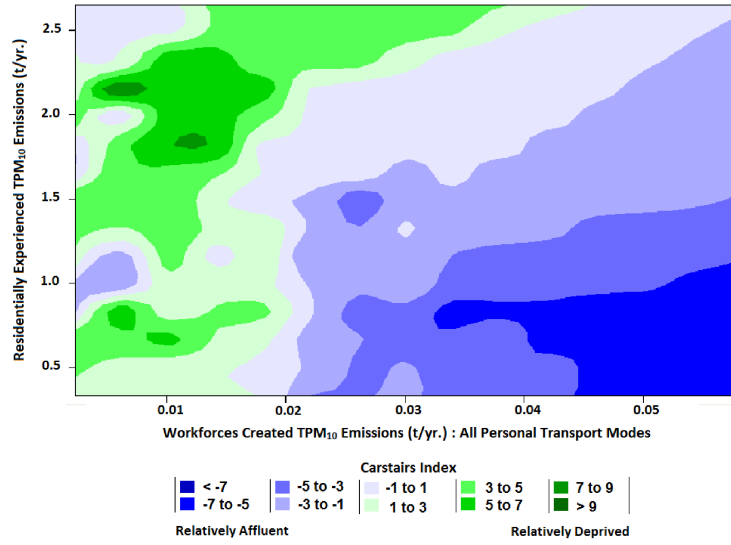 Residentially Experienced TPM₁₀ Emissions (t/yr.)
2.5
2.0
1.5
1.0
0.5
0.01 0.02 0.03 0.04 0.05
Workforces Created TPM₁₀ Emissions (t/yr.) : All Personal Transport Modes
Carstairs Index
< -7 -5 to -3 -1 to 1 3 to 5 7 to 9
-7 to -5 -3 to -1 1 to 3 5 to 7 > 9
Relatively Affluent Relatively Deprived